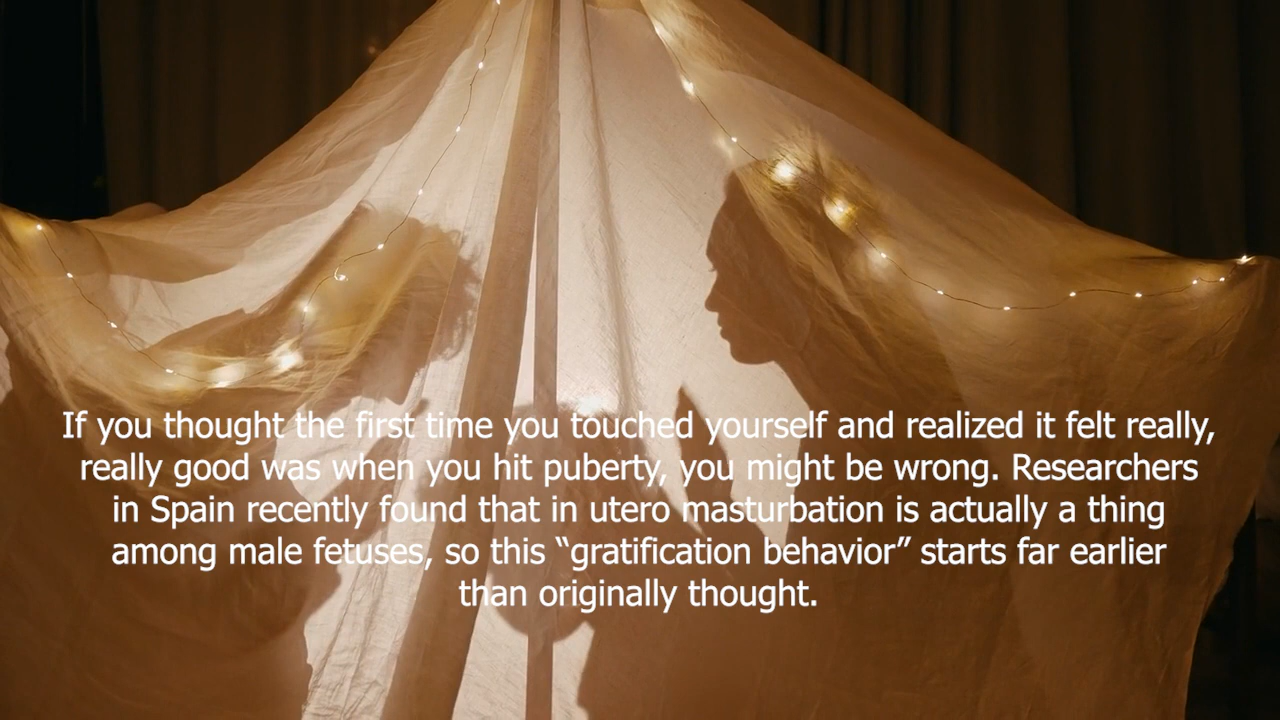 If you thought the first time you touched yourself and realized it felt really,
really good was when you hit puberty, you might be wrong. Researchers
in Spain recently found that in utero masturbation is actually a thing
among male fetuses, so this “gratification behavior” starts far earlier
than originally thought.